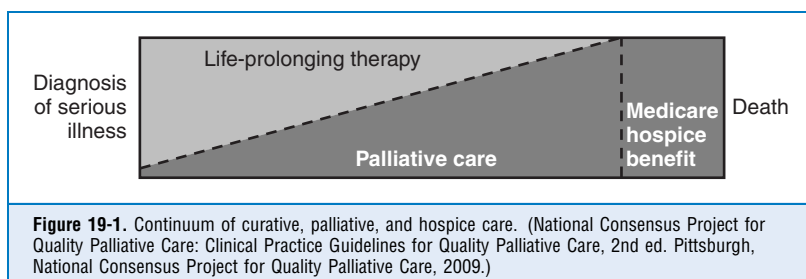 Life-prolonging therapy
Diagnosis
of serious
illness
Palliative care
Medicare
hospice
benefit
Death
Figure 19-1. Continuum of curative, palliative, and hospice care. (National Consensus Project for
Quality Palliative Care: Clinical Practice Guidelines for Quality Palliative Care, 2nd ed. Pittsburgh,
National Consensus Project for Quality Palliative Care, 2009.)